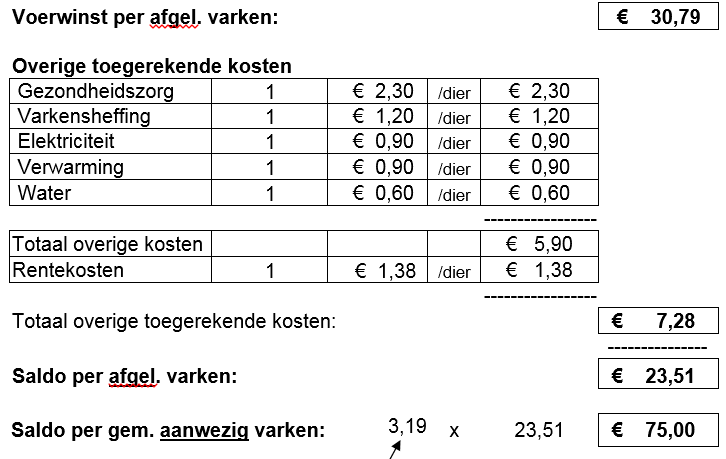 Voerwinst per afgel. varken: € 30,79
Overige toegerekende kosten
Gezondheidszorg 1 € 2,30 /dier € 2,30
Varkensheffing 1 € 1,20 /dier € 1,20
Elektriciteit 1 € 0,90 /dier € 0,90
Verwarming 1 € 0,90 /dier € 0,90
Water 1 € 0,60 /dier € 0,60
------------------
Totaal overige kosten € 5,90
Rentekosten 1 € 1,38 /dier € 1,38
------------------
Totaal overige toegerekende kosten: € 7,28
----------------
Saldo per afgel. varken: € 23,51
Saldo per gem. aanwezig varken: 3,19 x 23,51 € 75,00